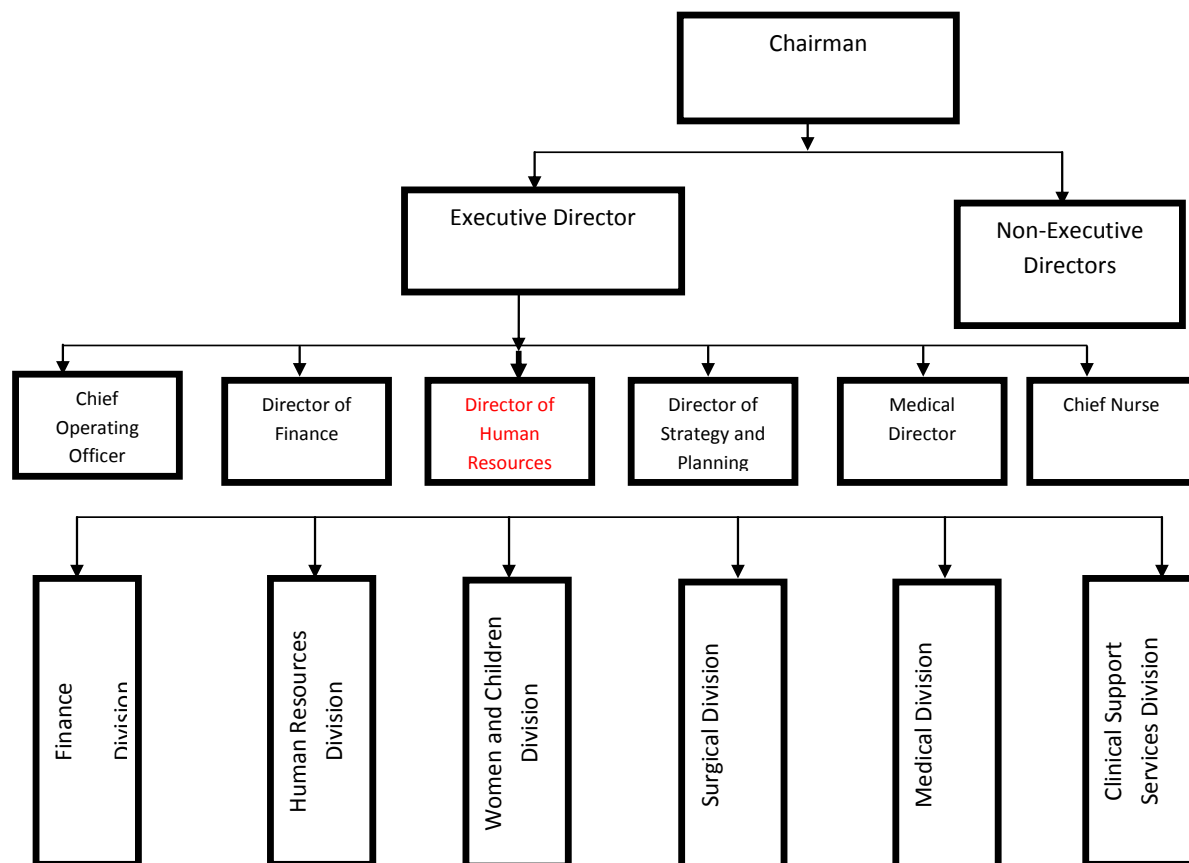 Chairman
Executive Director
Non-Executive
Directors
Chief
Operating
Officer
Director of
Finance
Director of
Human
Resources
Director of
Strategy and
Planning
Medical
Director
Chief Nurse
Finance
Division
Human Resources
Division
Women and Children
Division
Surgical Division
Medical Division
Clinical Support
Services Division